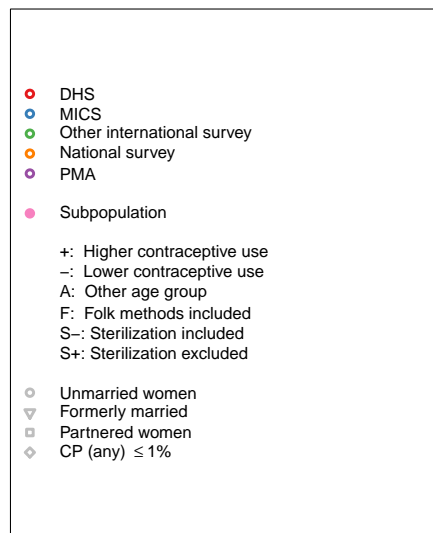 DHS
MICS
Other international survey
National survey
PMA
Subpopulation
+: Higher contraceptive use
−: Lower contraceptive use
A: Other age group
F: Folk methods included
S−: Sterilization included
S+: Sterilization excluded
Unmarried women
Formerly married
Partnered women
CP (any) ≤ 1%